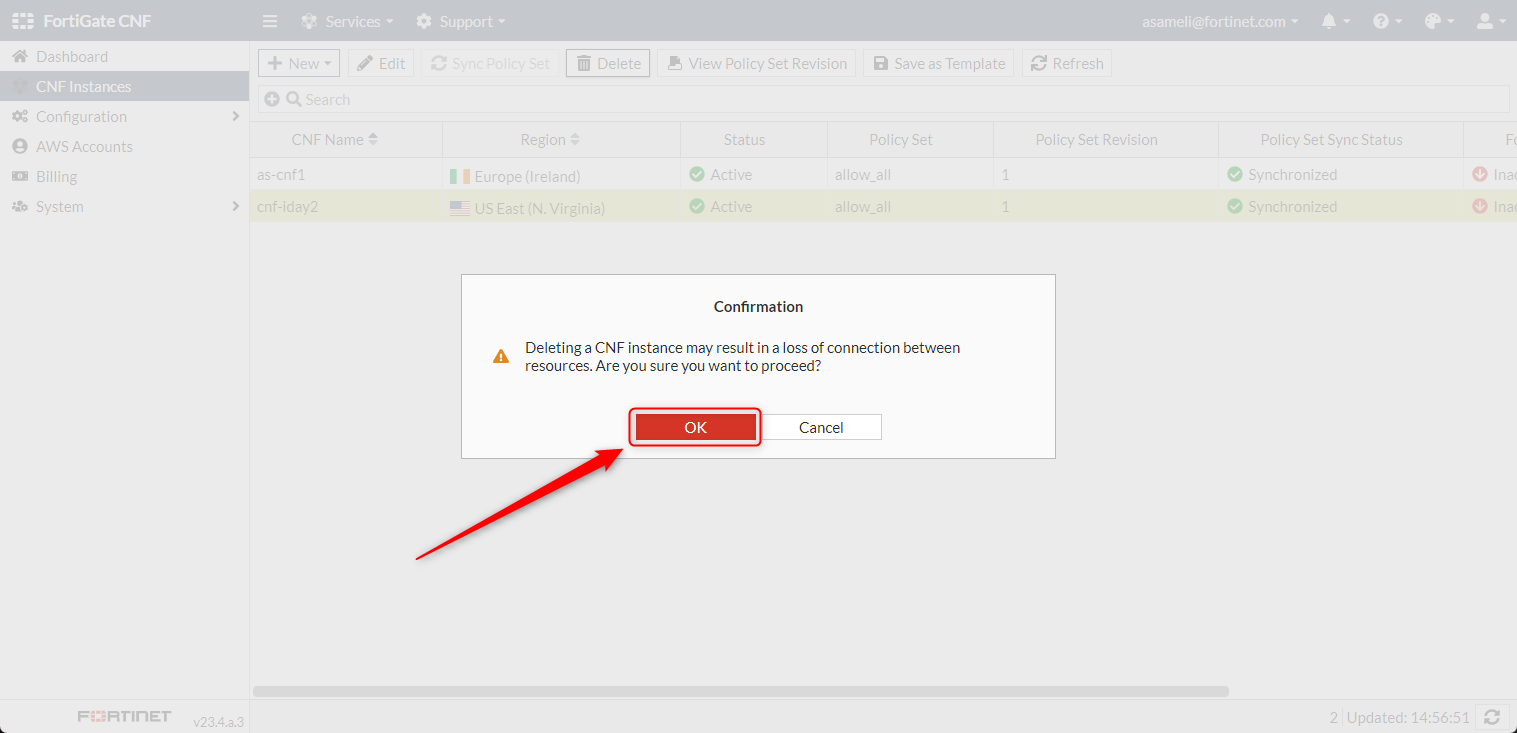 FortiGate CNF
Services
Support
asameli@fortinet.com
Dashboard
CNF Instances
Configuration
AWS Accounts
Billing
System
New
Edit
Sync Policy Set
Delete
View Policy Set Revision
Save as Template
Refresh
Search
CNF Name Region Status Policy Set Policy Set Revision Policy Set Sync Status
as-cnf1 Europe (Ireland) Active allow_all 1 Synchronized
cnf-iday2 US East (N. Virginia) Active allow_all 1 Synchronized
Confirmation
Deleting a CNF instance may result in a loss of connection between
resources. Are you sure you want to proceed?
OK
Cancel
FORTINET v23.4.a.3
2 Updated: 14:56:51